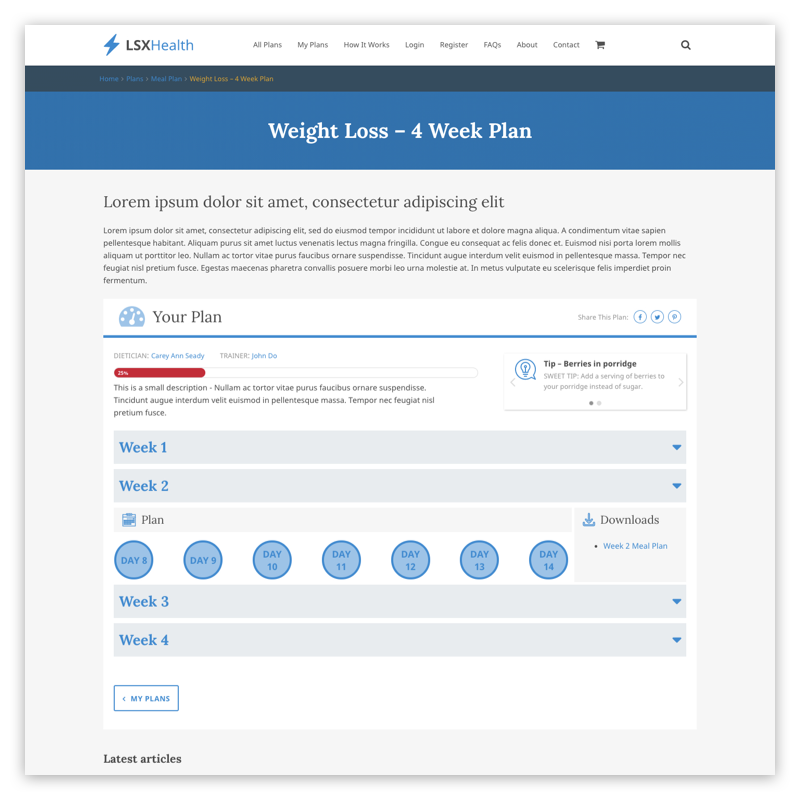 LSXHealth
All Plans My Plans How It Works Login Register FAQs About Contact
Home > Plans > Meal Plan > Weight Loss – 4 Week Plan
Weight Loss – 4 Week Plan
Lorem ipsum dolor sit amet, consectetur adipiscing elit
Lorem ipsum dolor sit amet, consectetur adipiscing elit, sed do eiusmod tempor incididunt ut labore et dolore magna aliqua. A condimentum vitae sapien
pellentesque habitant. Aliquam purus sit amet luctus venenatis lectus magna fringilla. Congue eu consequat ac felis donec et. Euismod nisi porta lorem mollis
aliquam ut porttitor leo. Nullam ac tortor vitae purus faucibus ornare suspendisse. Tincidunt augue interdum velit euismod in pellentesque massa. Tempor nec
feugiat nisl pretium fusce. Egestas maecenas pharetra convallis posuere morbi leo urna molestie at. In metus vulputate eu scelerisque felis imperdiet proin
fermentum.
Your Plan
Share This Plan:
DIETICIAN: Carey Ann Seady TRAINER: John Do
25%
This is a small description - Nullam ac tortor vitae purus faucibus ornare suspendisse.
Tincidunt augue interdum velit euismod in pellentesque massa. Tempor nec feugiat nisl
pretium fusce.
Tip – Berries in porridge
SWEET TIP: Add a serving of berries to
your porridge instead of sugar.
Week 1
Week 2
Plan
DAY 8
DAY 9
DAY
10
DAY
11
DAY
12
DAY
13
DAY
14
Downloads
• Week 2 Meal Plan
Week 3
Week 4
‹ MY PLANS
Latest articles